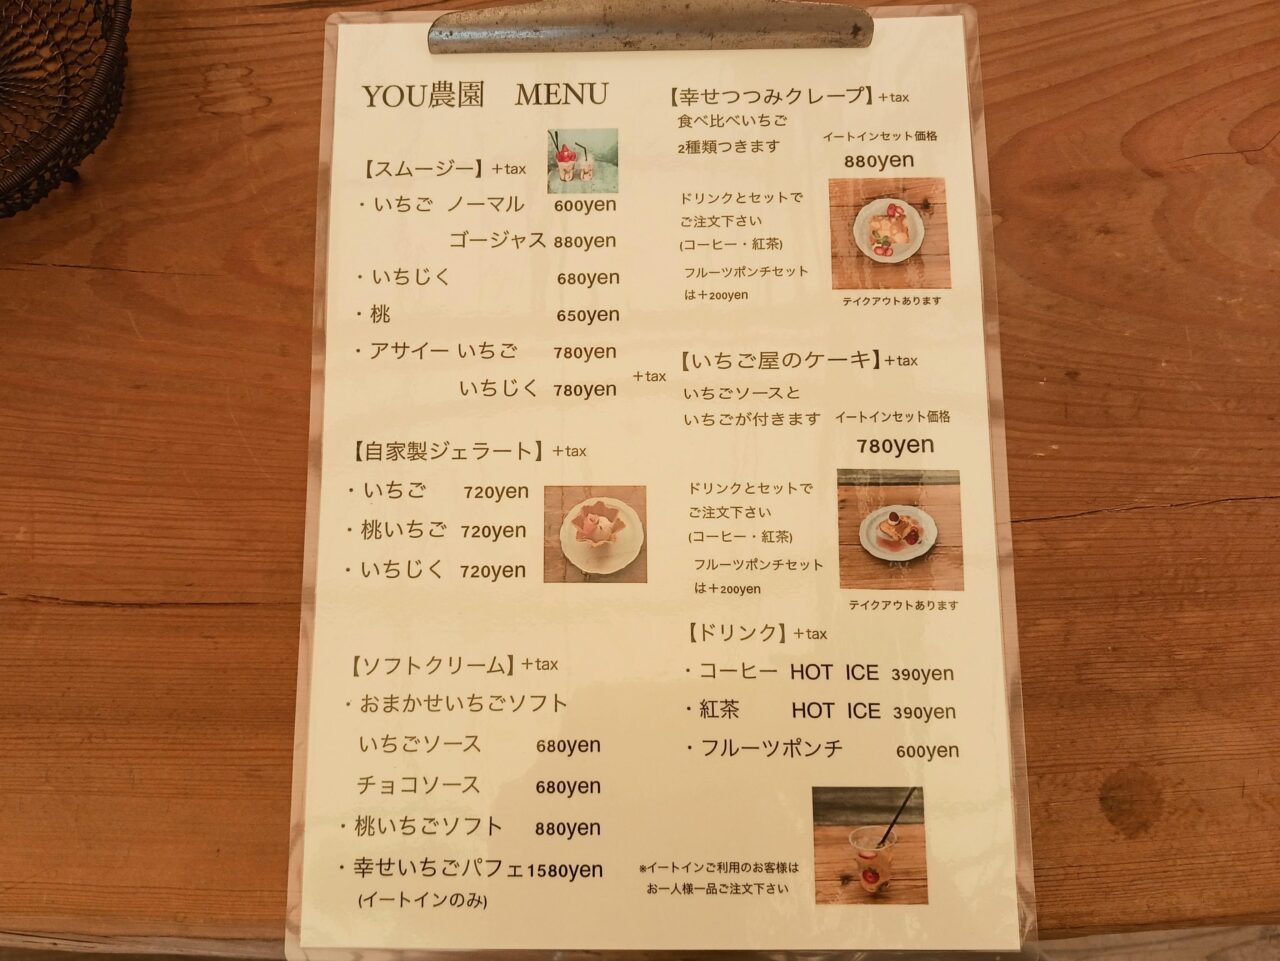 YOU農園　MENU
【スムージー】+tax
・いちご ノーマル 600yen
ゴージャス 880yen
・いちじく 680yen
・桃 650yen
・アサイー いちご 780yen
いちじく 780yen
+tax
【自家製ジェラート】+tax
・いちご 720yen
・桃いちご 720yen
・いちじく 720yen
【ソフトクリーム】+tax
・おまかせいちごソフト
いちごソース 680yen
チョコソース 680yen
・桃いちごソフト 880yen
・幸せいちごパフェ1580yen
(イートインのみ)
【幸せつつみクレープ】+tax
食べ比べいちご
2種類つきます
イートインセット価格
880yen
ドリンクとセットで
ご注文下さい
(コーヒー・紅茶)
フルーツポンチセット
は+200yen
テイクアウトあります
【いちご屋のケーキ】+tax
いちごソースと
いちごが付きます
イートインセット価格
780yen
ドリンクとセットで
ご注文下さい
(コーヒー・紅茶)
フルーツポンチセット
は+200yen
テイクアウトあります
【ドリンク】+tax
・コーヒー HOT ICE 390yen
・紅茶 HOT ICE 390yen
・フルーツポンチ 600yen
※イートインご利用のお客様は
お一人様一品ご注文下さい